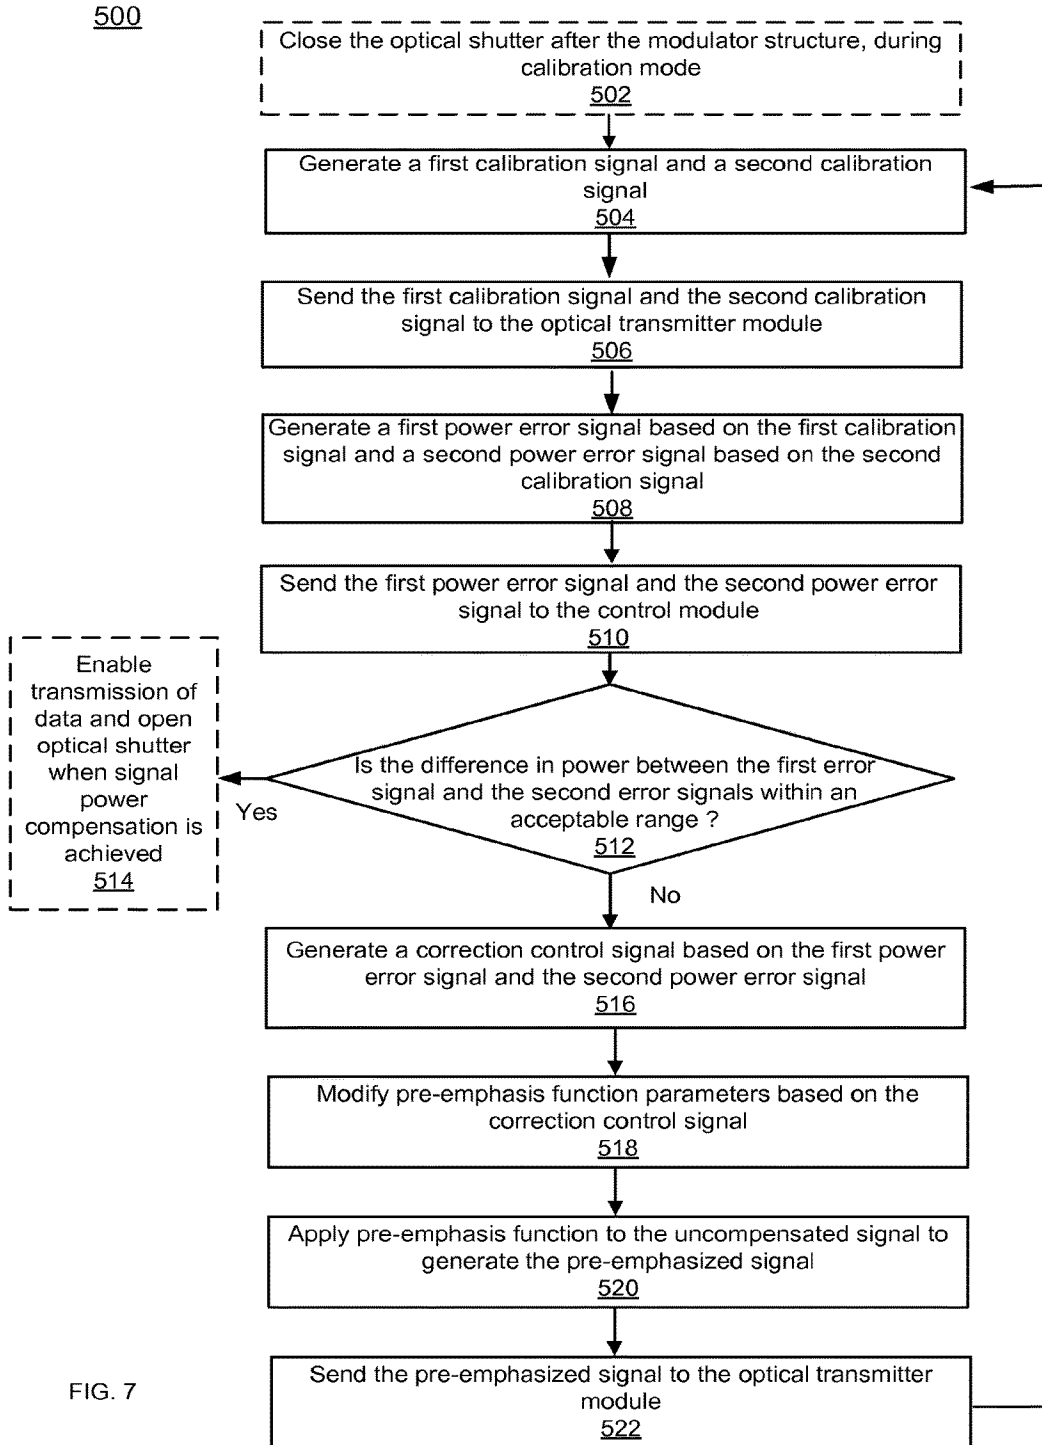 500
Close the optical shutter after the modulator structure, during
calibration mode
502
Generate a first calibration signal and a second calibration
signal
504
Send the first calibration signal and the second calibration
signal to the optical transmitter module
506
Generate a first power error signal based on the first calibration
signal and a second power error signal based on the second
calibration signal
508
Send the first power error signal and the second power error
signal to the control module
510
Is the difference in power between the first error
signal and the second error signals within an
acceptable range ?
512
Yes
Enable
transmission of
data and open
optical shutter
when signal
power
compensation is
achieved
514
No
Generate a correction control signal based on the first power
error signal and the second power error signal
516
Modify pre-emphasis function parameters based on the
correction control signal
518
Apply pre-emphasis function to the uncompensated signal to
generate the pre-emphasized signal
520
Send the pre-emphasized signal to the optical transmitter
module
522
FIG. 7